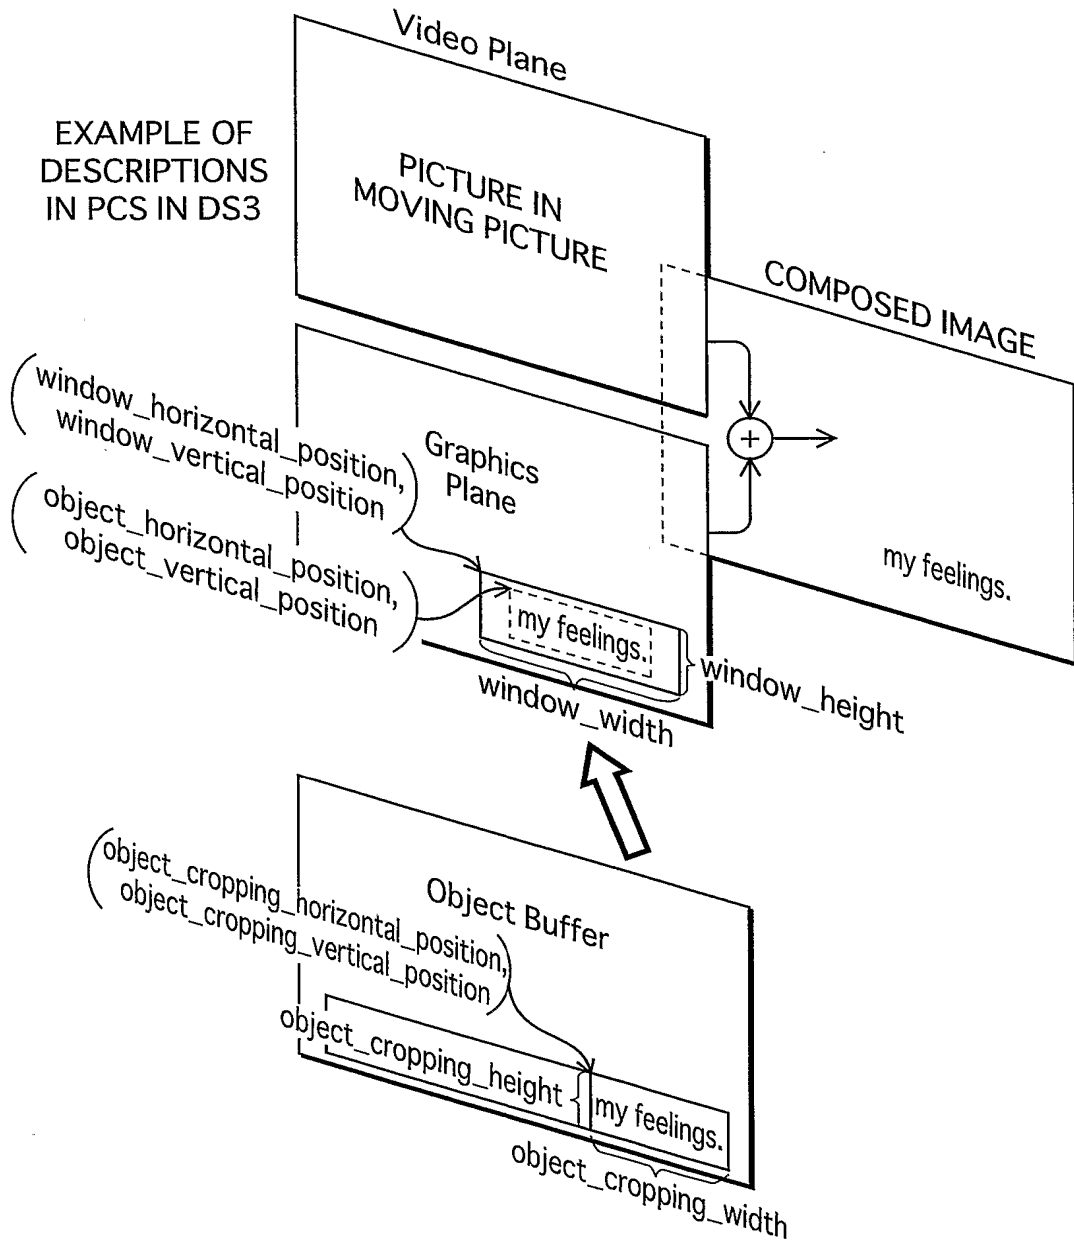 Video Plane
EXAMPLE OF
DESCRIPTIONS
IN PCS IN DS3
PICTURE IN
MOVING PICTURE
COMPOSED IMAGE
(window_horizontal_position,
window_vertical_position)
Graphics
Plane
(object_horizontal_position,
object_vertical_position)
+
my feelings.
my feelings.
window_height
window_width
(object_cropping_horizontal_position,
object_cropping_vertical_position)
Object Buffer
object_cropping_height
my feelings.
object_cropping_width